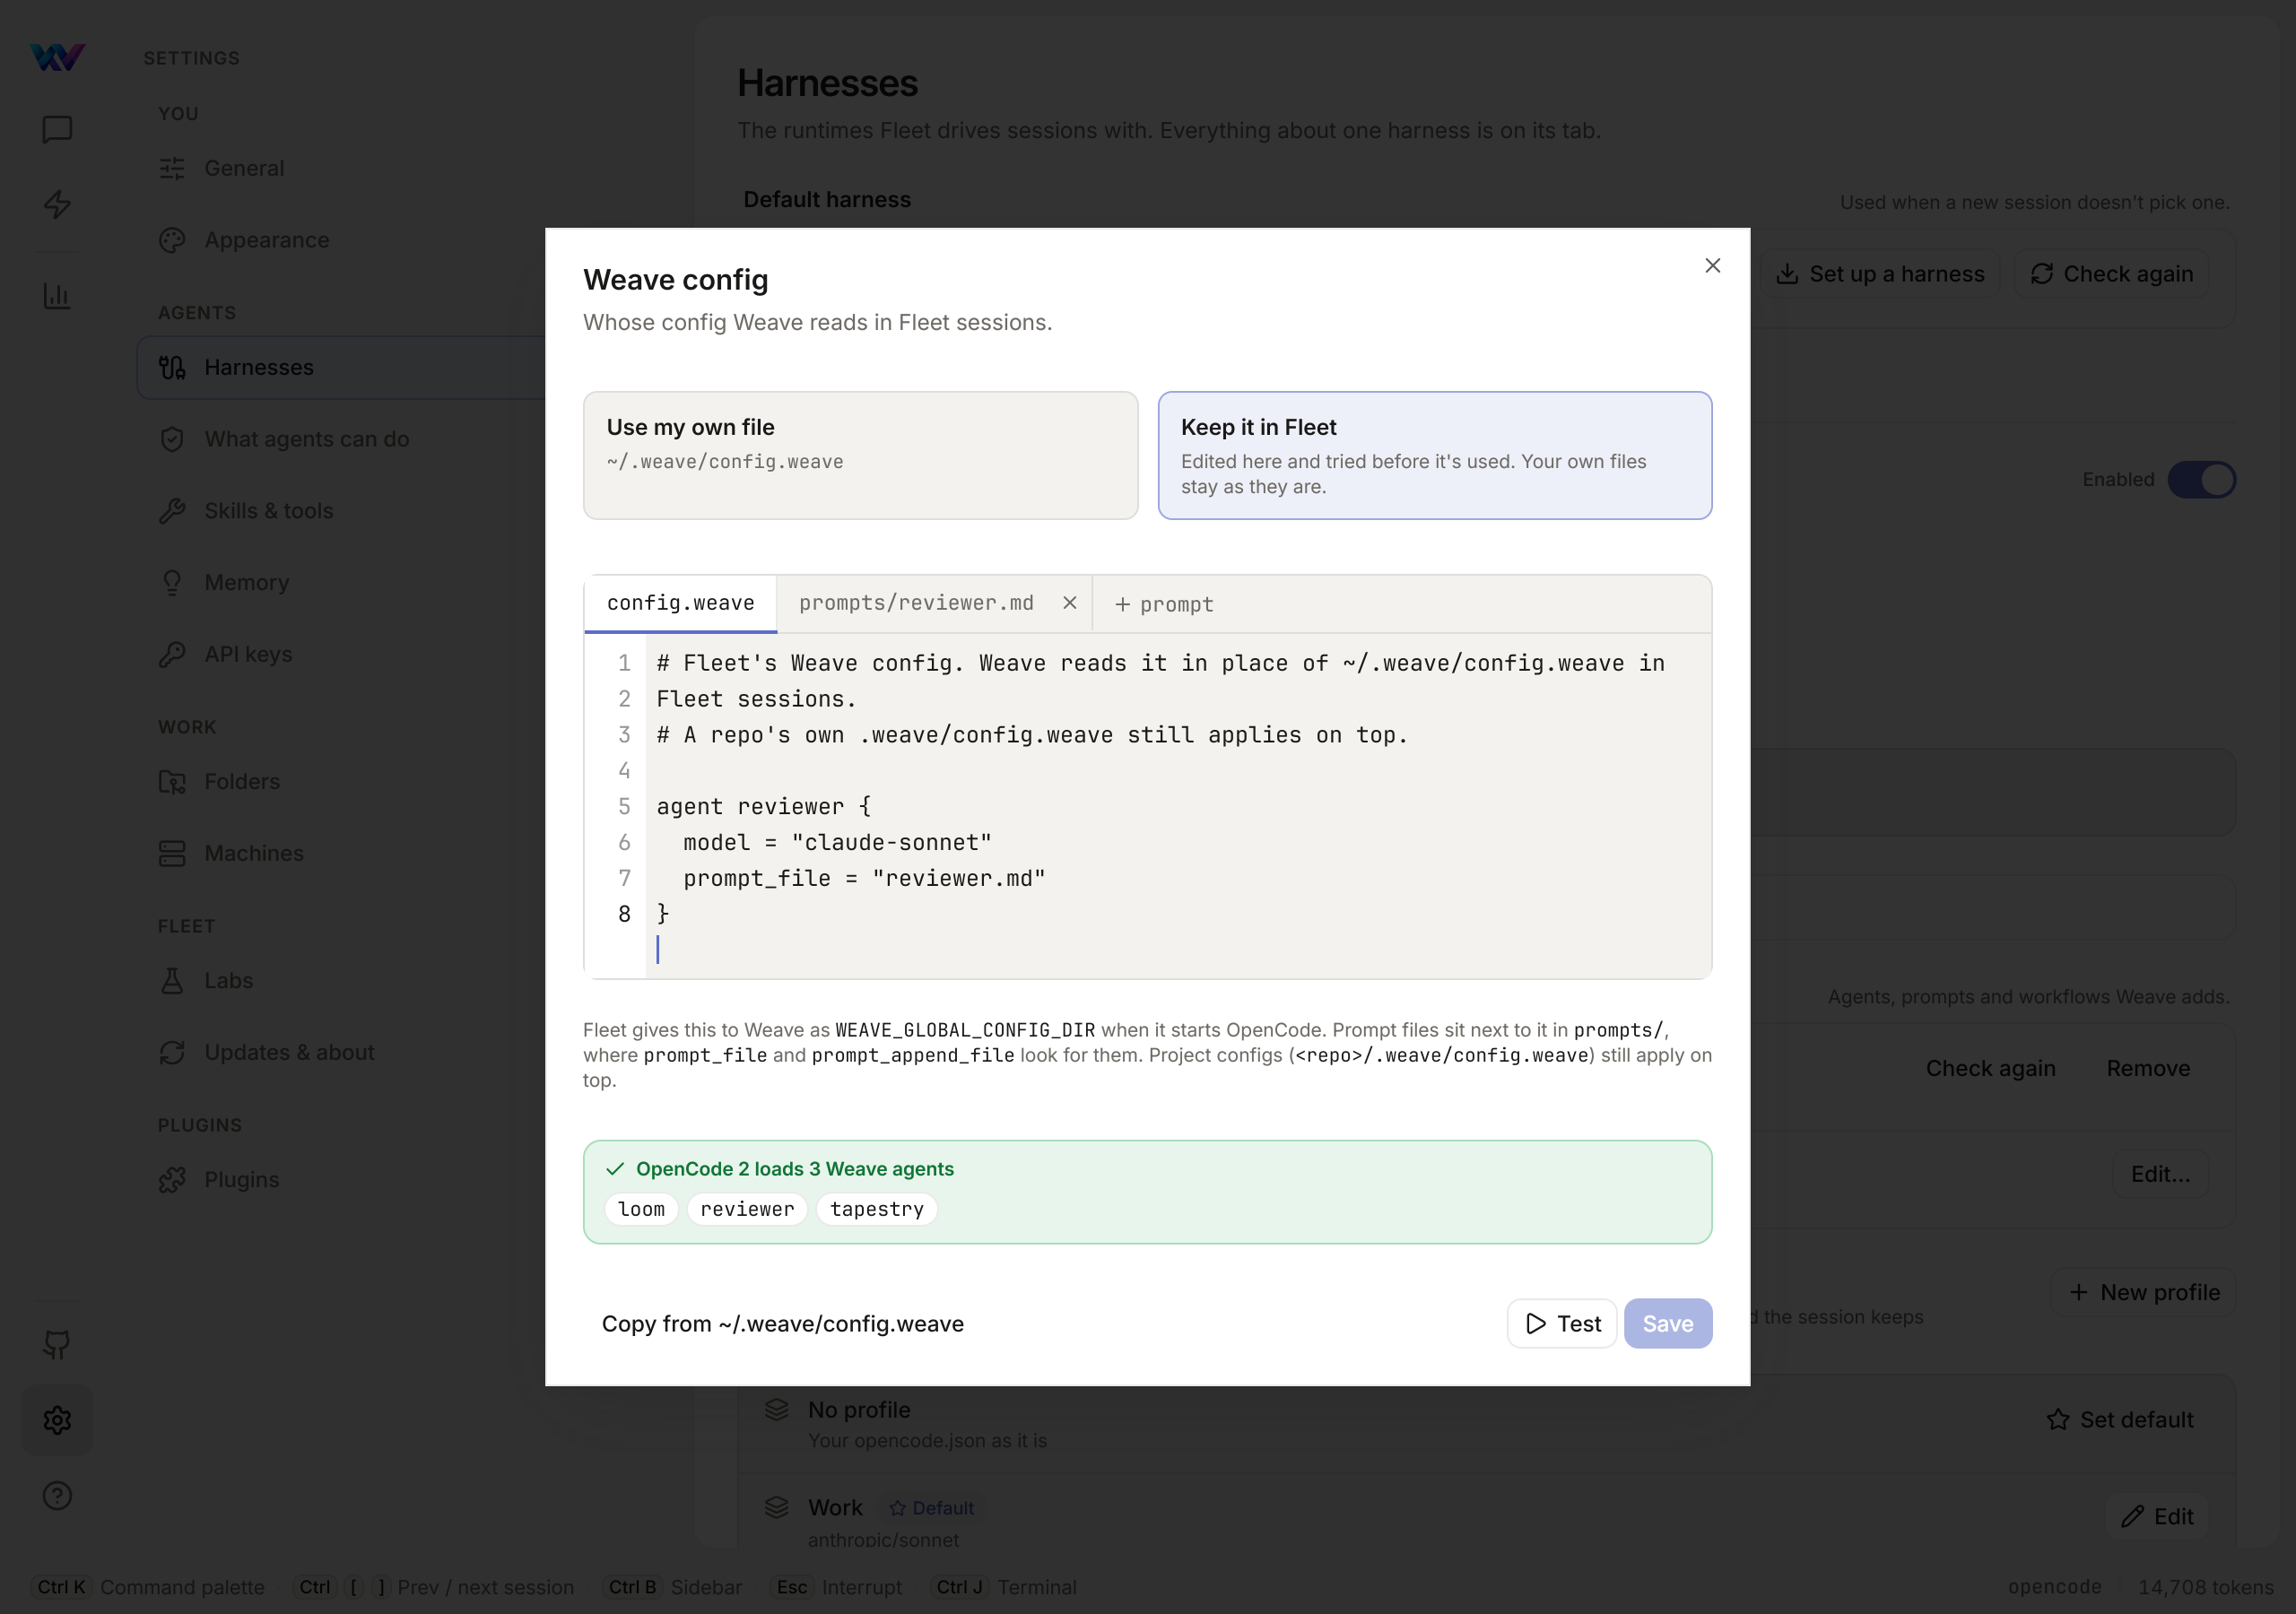 SETTINGS
YOU
General
Appearance
AGENTS
Harnesses
What agents can do
Skills & tools
Memory
API keys
WORK
Folders
Machines
FLEET
Labs
Updates & about
PLUGINS
Plugins
Harnesses
The runtimes Fleet drives sessions with. Everything about one harness is on its tab.
Default harness
Used when a new session doesn't pick one.
Set up a harness
Check again
Enabled
Agents, prompts and workflows Weave adds.
Check again
Remove
Edit...
New profile
d the session keeps
No profile
Your opencode.json as it is
Set default
Work
Default
anthropic/sonnet
Edit
Weave config
Whose config Weave reads in Fleet sessions.
Use my own file
~/.weave/config.weave
Keep it in Fleet
Edited here and tried before it's used. Your own files
stay as they are.
config.weave
prompts/reviewer.md
+ prompt
1 # Fleet's Weave config. Weave reads it in place of ~/.weave/config.weave in
2 Fleet sessions.
3 # A repo's own .weave/config.weave still applies on top.
4
5 agent reviewer {
6 model = "claude-sonnet"
7 prompt_file = "reviewer.md"
8 }
Fleet gives this to Weave as WEAVE_GLOBAL_CONFIG_DIR when it starts OpenCode. Prompt files sit next to it in prompts/,
where prompt_file and prompt_append_file look for them. Project configs (<repo>/.weave/config.weave) still apply on
top.
OpenCode 2 loads 3 Weave agents
loom
reviewer
tapestry
Copy from ~/.weave/config.weave
Test
Save
Ctrl K Command palette
Ctrl [ ] Prev / next session
Ctrl B Sidebar
Esc Interrupt
Ctrl J Terminal
opencode
14,708 tokens